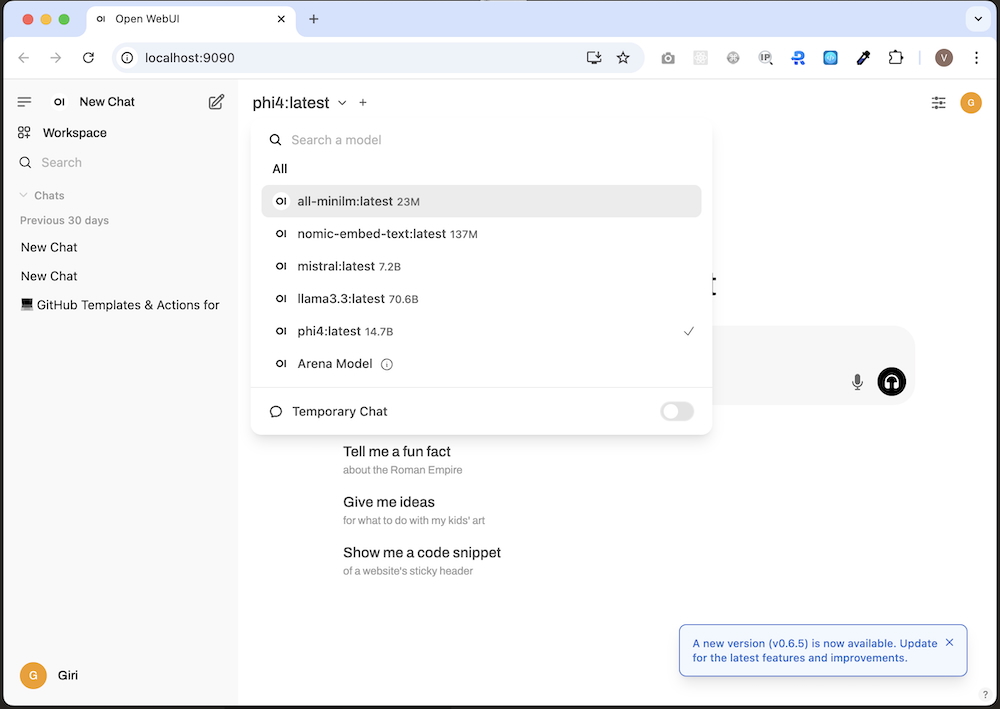 OI Open WebUI
localhost:9090
IP
V
OI New Chat
phi4:latest
G
Workspace
Search a model
Search
All
Chats
Previous 30 days
New Chat
New Chat
GitHub Templates & Actions for
OI all-minilm:latest 23M
OI nomic-embed-text:latest 137M
OI mistral:latest 7.2B
OI llama3.3:latest 70.6B
OI phi4:latest 14.7B
OI Arena Model
Temporary Chat
Tell me a fun fact
about the Roman Empire
Give me ideas
for what to do with my kids' art
Show me a code snippet
of a website's sticky header
A new version (v0.6.5) is now available. Update
for the latest features and improvements.
G Giri
?